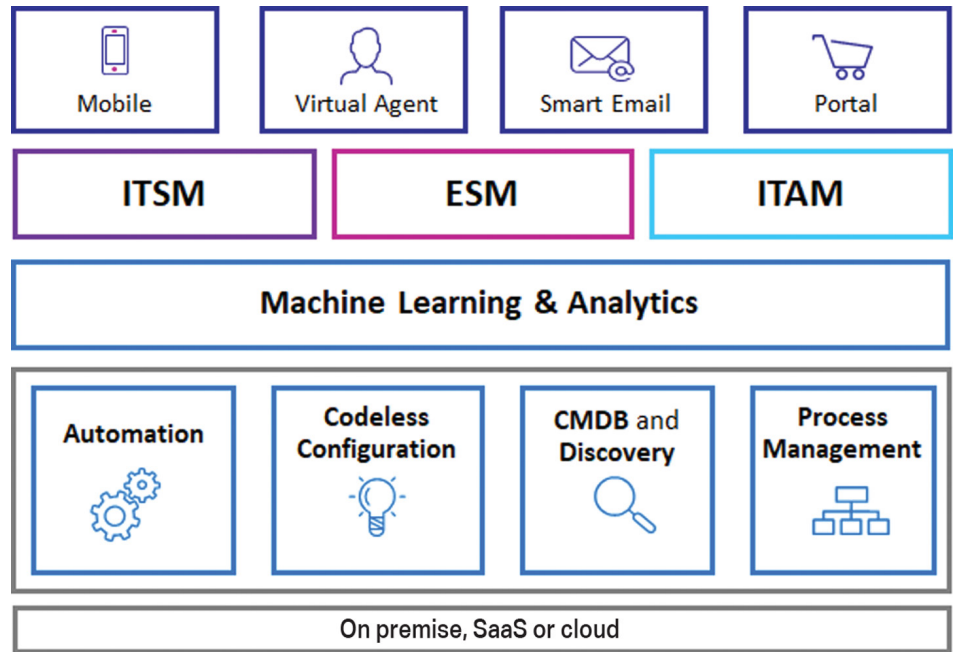 Mobile
Virtual Agent
Smart Email
Portal
ITSM
ESM
ITAM
Machine Learning & Analytics
Automation
Codeless
Configuration
CMDB and
Discovery
Process
Management
On premise, SaaS or cloud